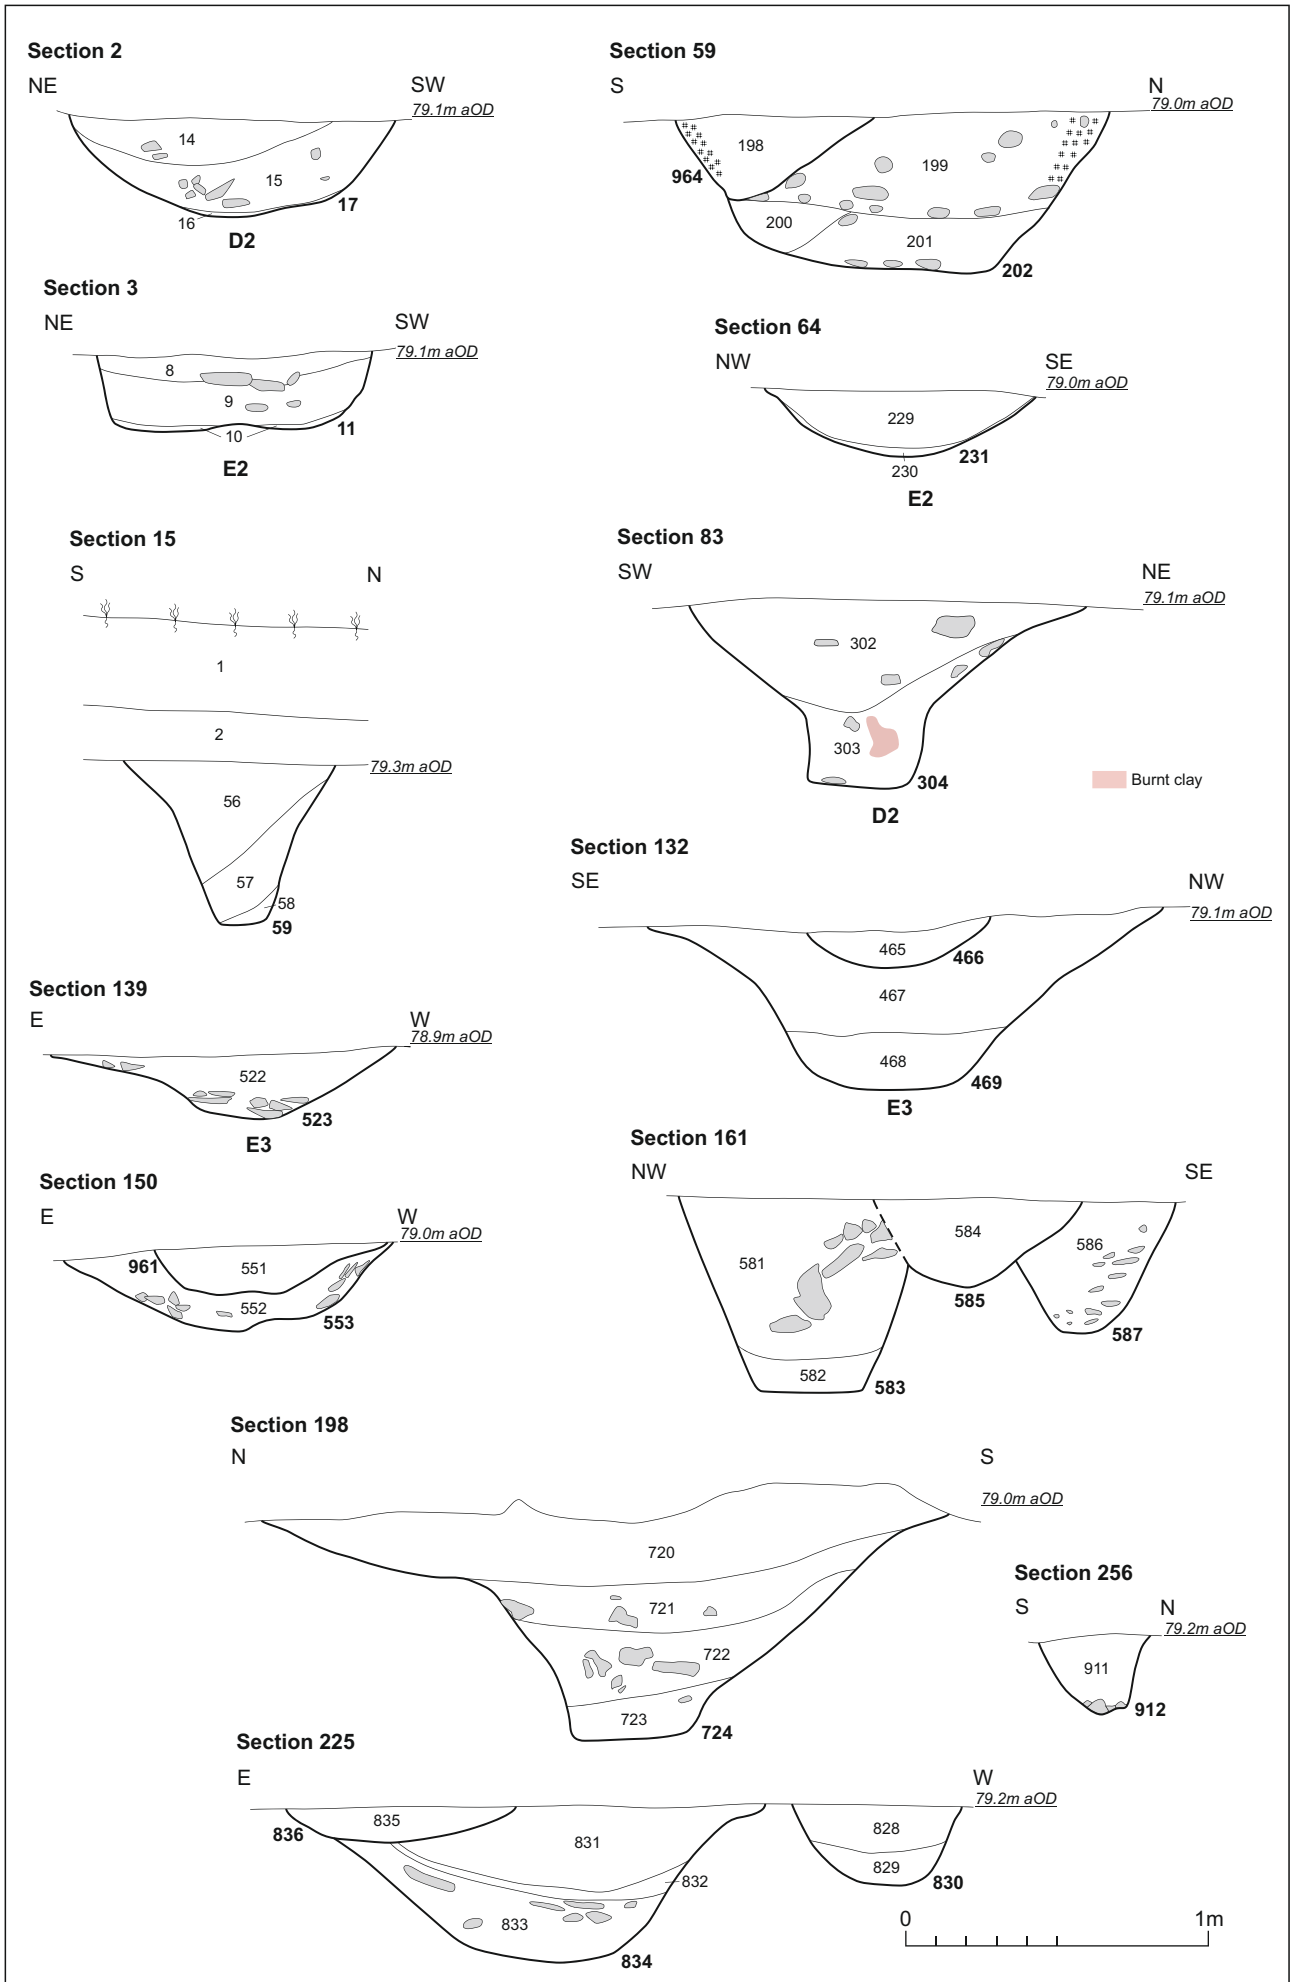 Section 2
NE
SW
79.1m aOD
14
15
16
17
D2
Section 59
S
N
79.0m aOD
198
199
964
200
201
202
Section 3
NE
SW
79.1m aOD
8
9
10
11
E2
Section 64
NW
SE
79.0m aOD
229
230
231
E2
Section 15
S
N
1
2
79.3m aOD
56
57
58
59
Section 83
SW
NE
79.1m aOD
302
303
304
D2
Burnt clay
Section 132
SE
NW
79.1m aOD
465
466
467
468
469
E3
Section 139
E
W
78.9m aOD
522
523
E3
Section 150
E
W
79.0m aOD
961
551
552
553
Section 161
NW
SE
581
584
586
585
587
582
583
Section 198
N
S
79.0m aOD
720
721
722
723
724
Section 256
S
N
79.2m aOD
911
912
Section 225
E
W
79.2m aOD
835
836
831
828
829
830
832
833
834
0
1m